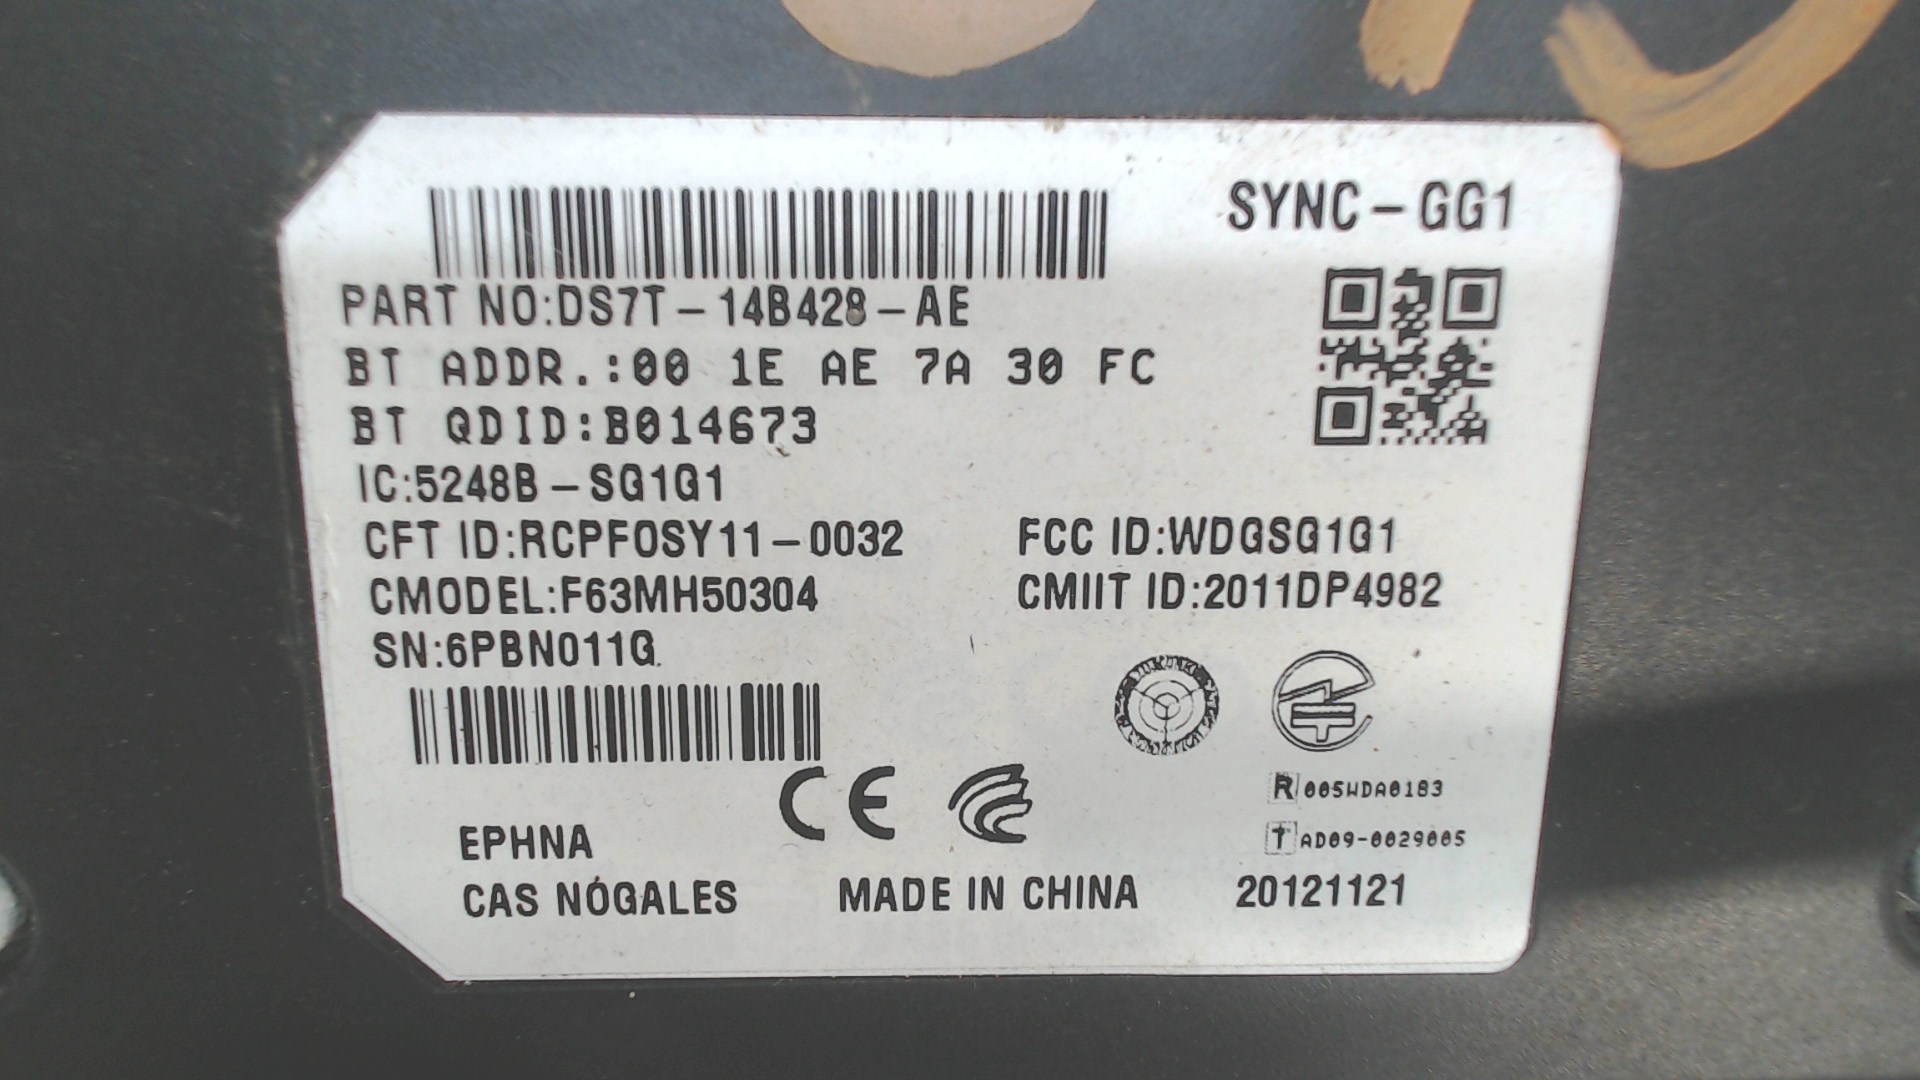 SYNC-GG1
PART NO:DS7T-14B428-AE
BT ADDR.:00 1E AE 7A 30 FC
BT QDID:B014673
IC:5248B-SG1G1
CFT ID:RCPFOSY11-0032
FCC ID:WDGSG1G1
CMODEL:F63MH50304
CMIIT ID:2011DP4982
SN:6PBN011G
CE
R 005WDA0183
T AD09-0029005
EPHNA
CAS NÓGALES
MADE IN CHINA
20121121